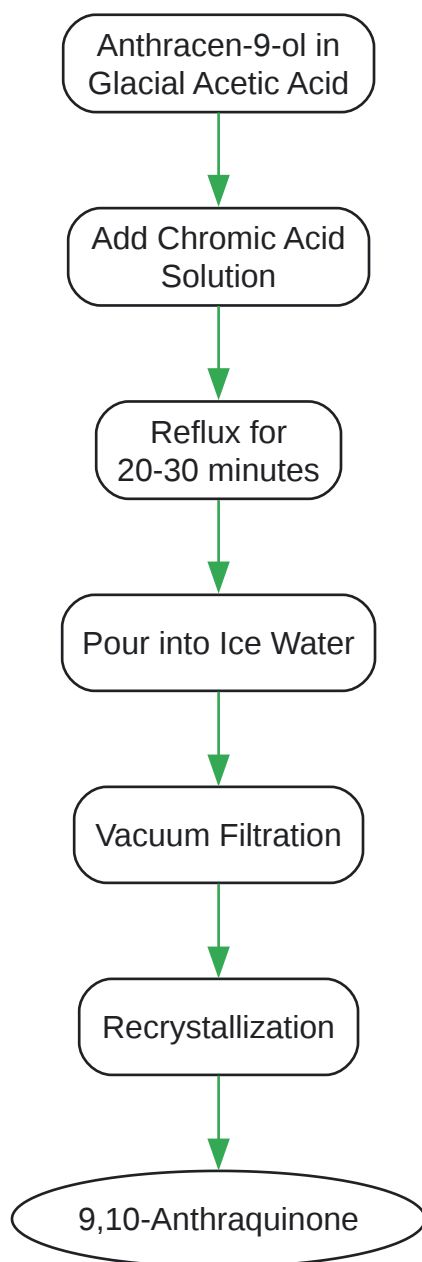 Anthracen-9-ol in
Glacial Acetic Acid
Add Chromic Acid
Solution
Reflux for
20-30 minutes
Pour into Ice Water
Vacuum Filtration
Recrystallization
9,10-Anthraquinone